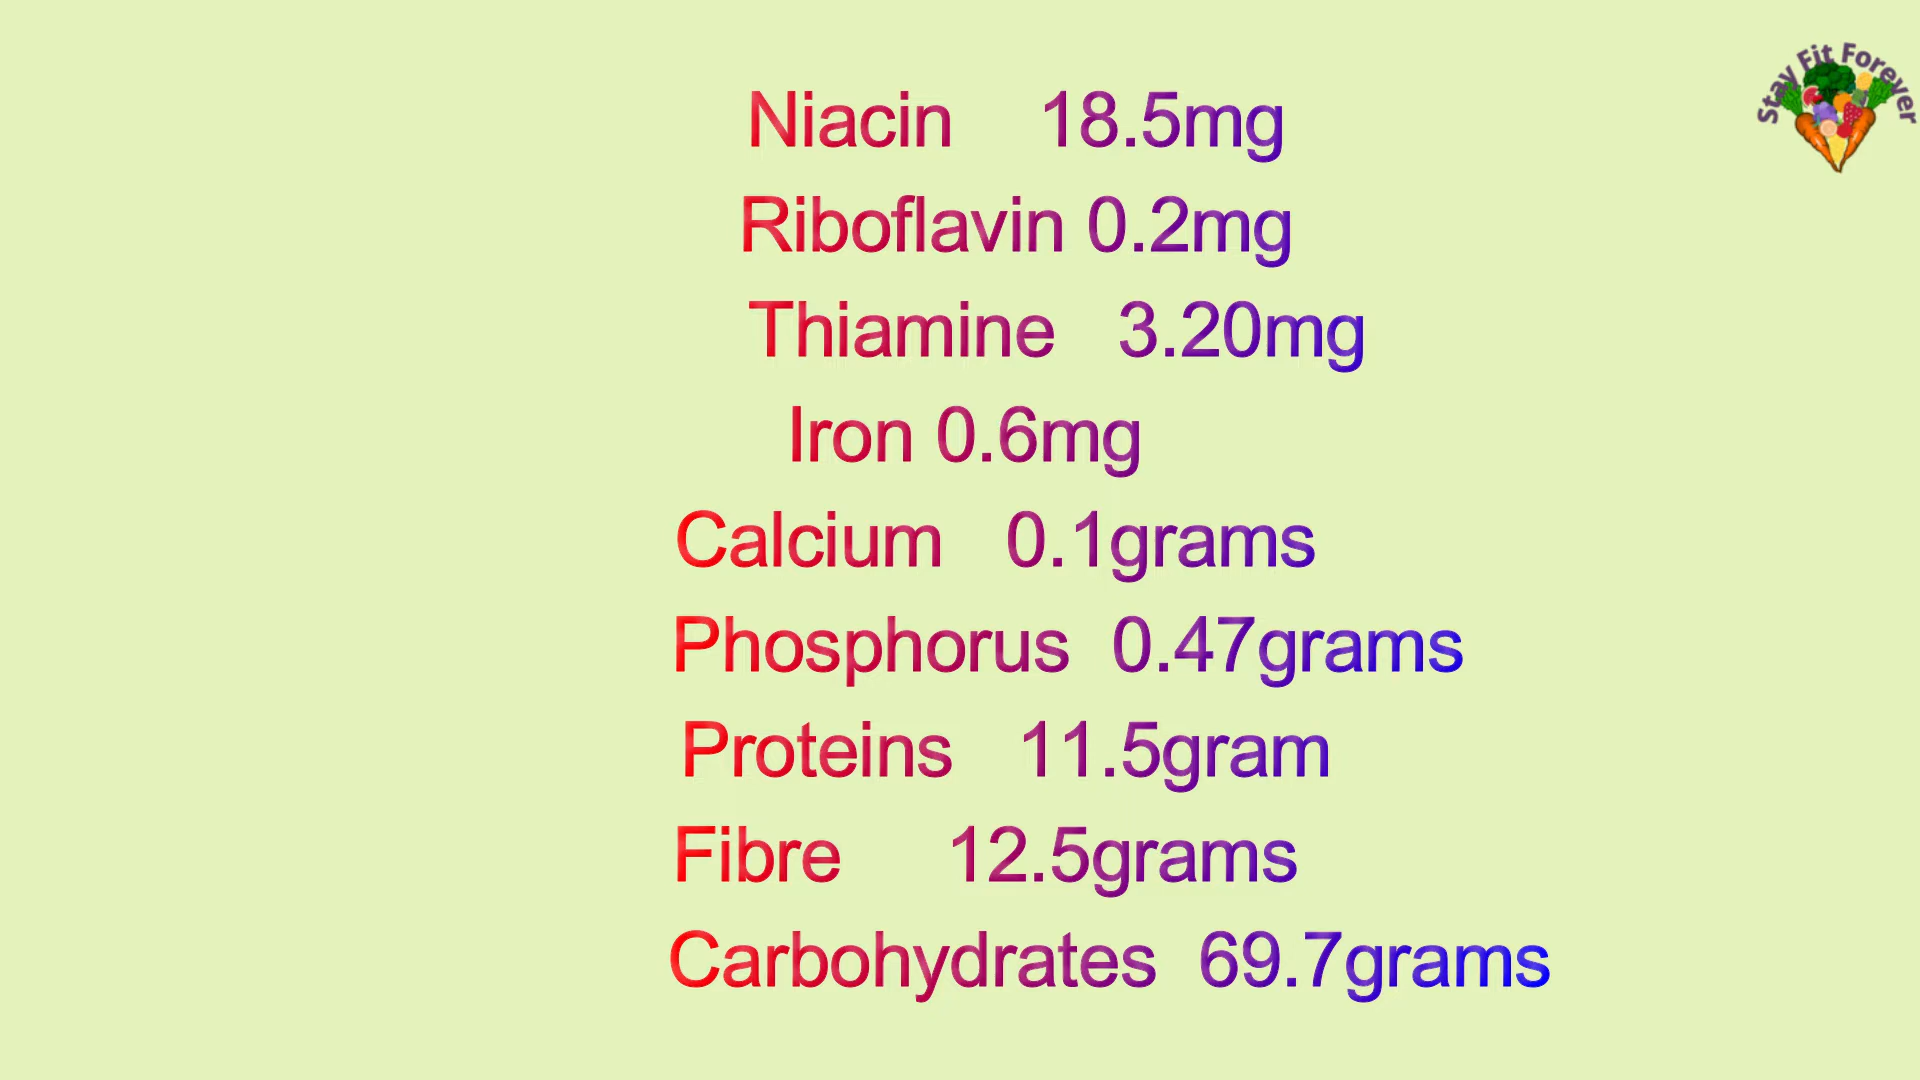 Stay Fit Forever
Niacin 18.5mg
Riboflavin 0.2mg
Thiamine 3.20mg
Iron 0.6mg
Calcium 0.1grams
Phosphorus 0.47grams
Proteins 11.5gram
Fibre 12.5grams
Carbohydrates 69.7grams